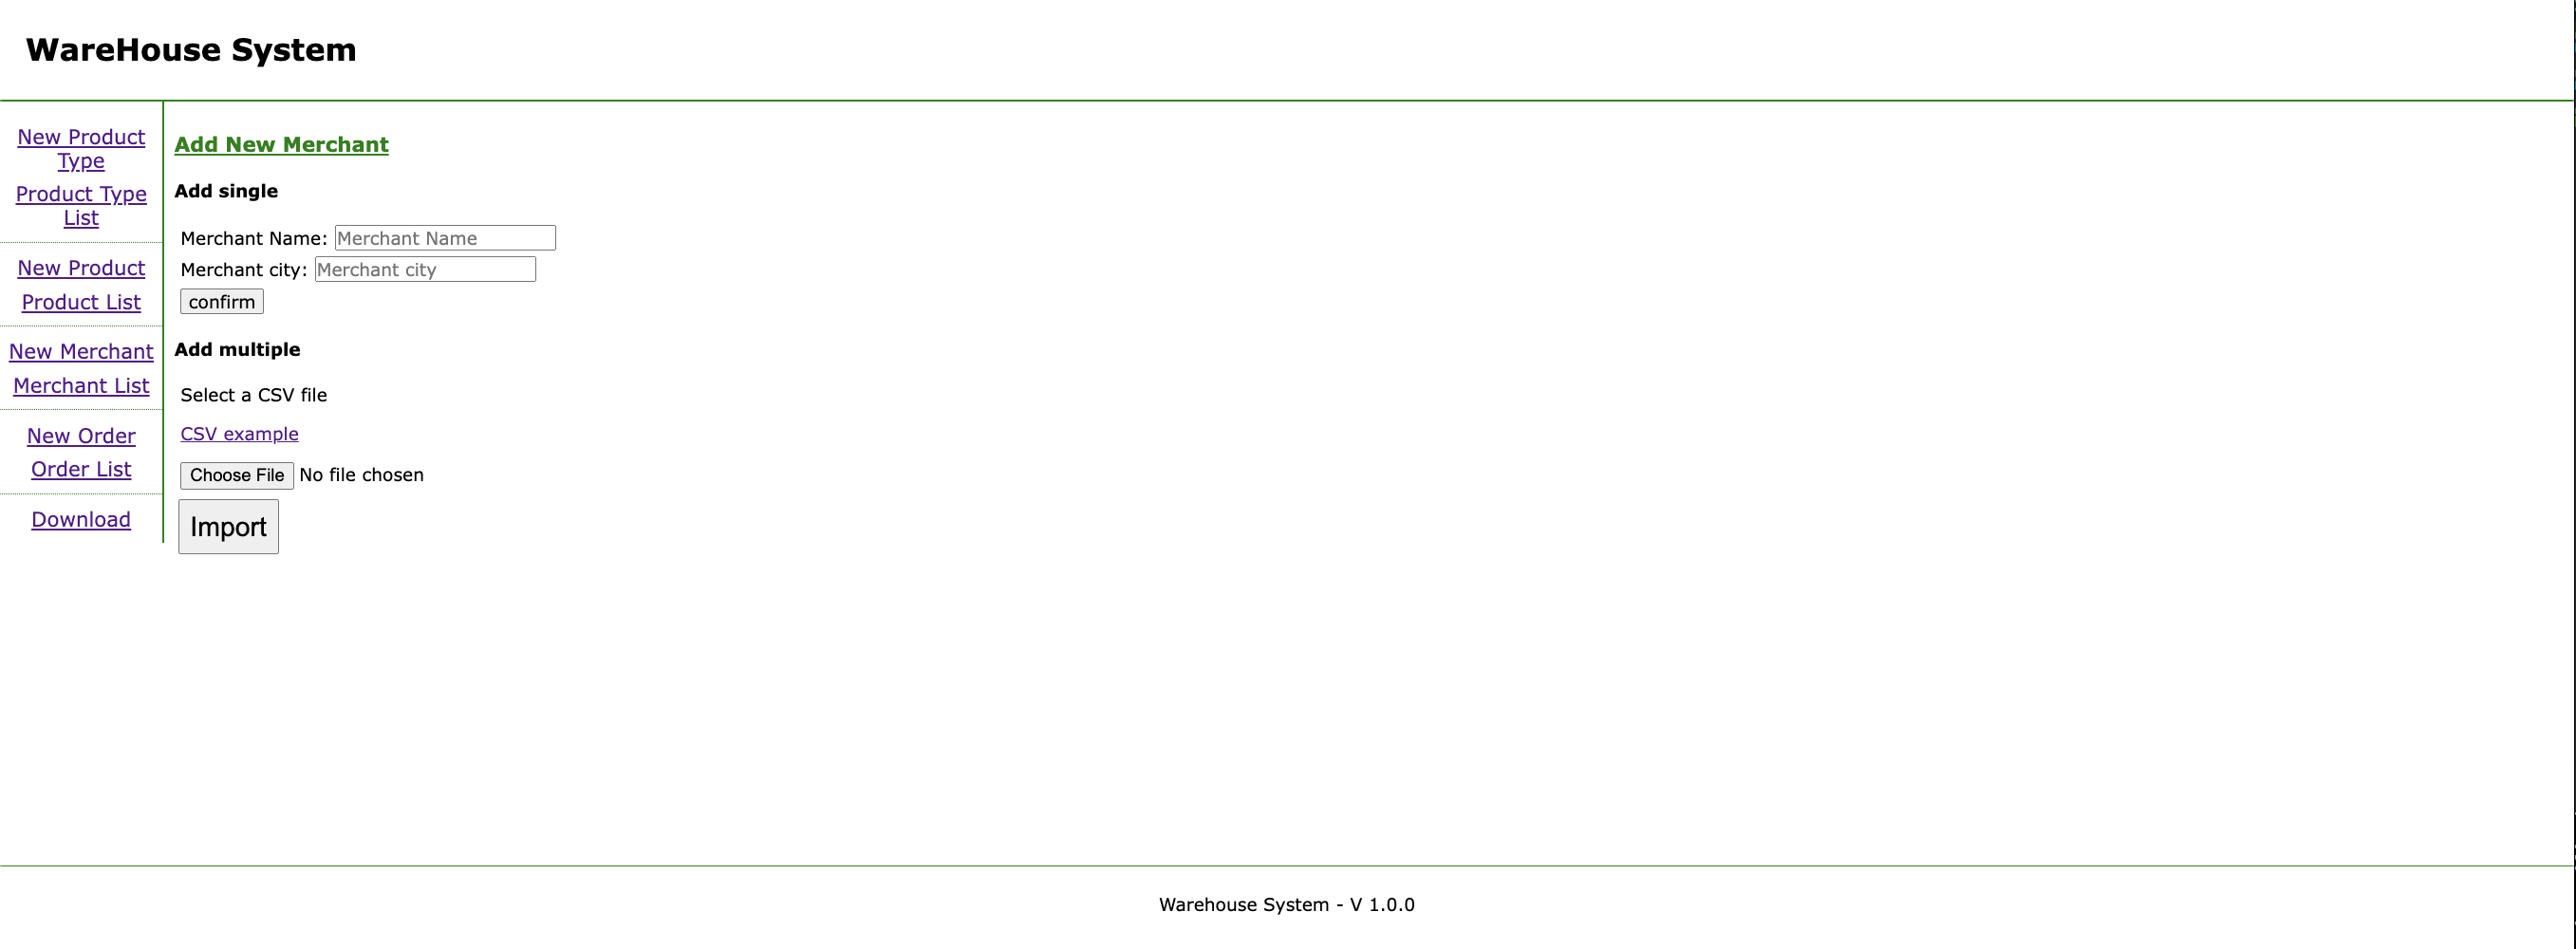 WareHouse System
New Product
Type
Product Type
List
New Product
Product List
New Merchant
Merchant List
New Order
Order List
Download
Add New Merchant
Add single
Merchant Name: Merchant Name
Merchant city: Merchant city
confirm
Add multiple
Select a CSV file
CSV example
Choose File No file chosen
Import
Warehouse System - V 1.0.0